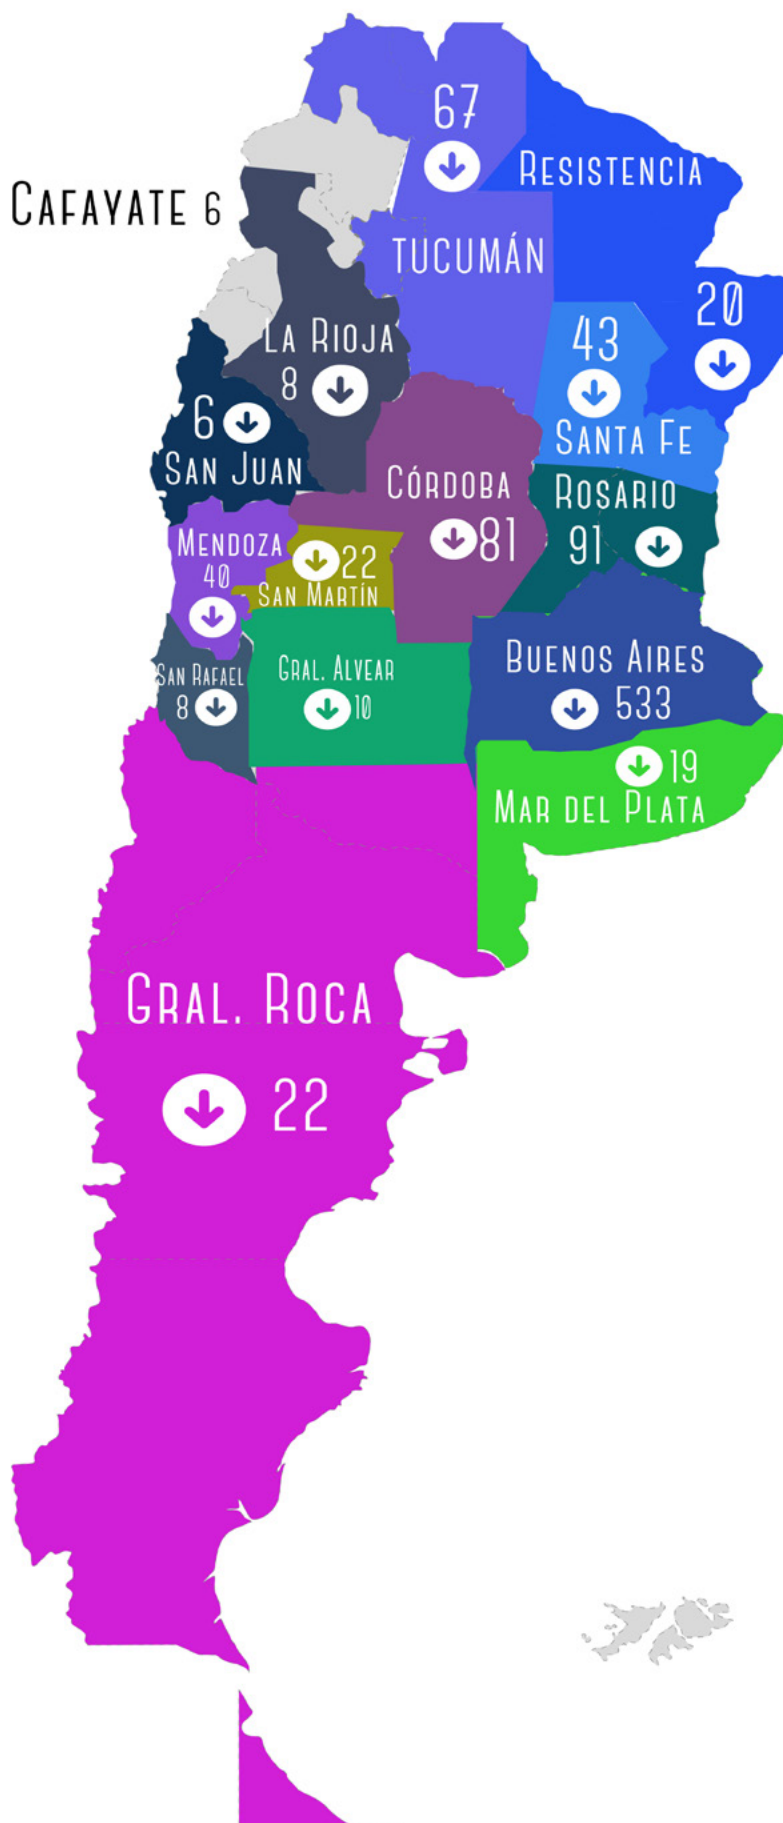 67
RESISTENCIA
CAFAYATE 6
TUCUMÁN
20
43
LA RIOJA
8
6
SAN JUAN
SANTA FE
CÓRDOBA
81
ROSARIO
91
MENDOZA
40
22
SAN MARTÍN
SAN RAFAEL
8
GRAL. ALVEAR
10
BUENOS AIRES
533
19
MAR DEL PLATA
GRAL. ROCA
22